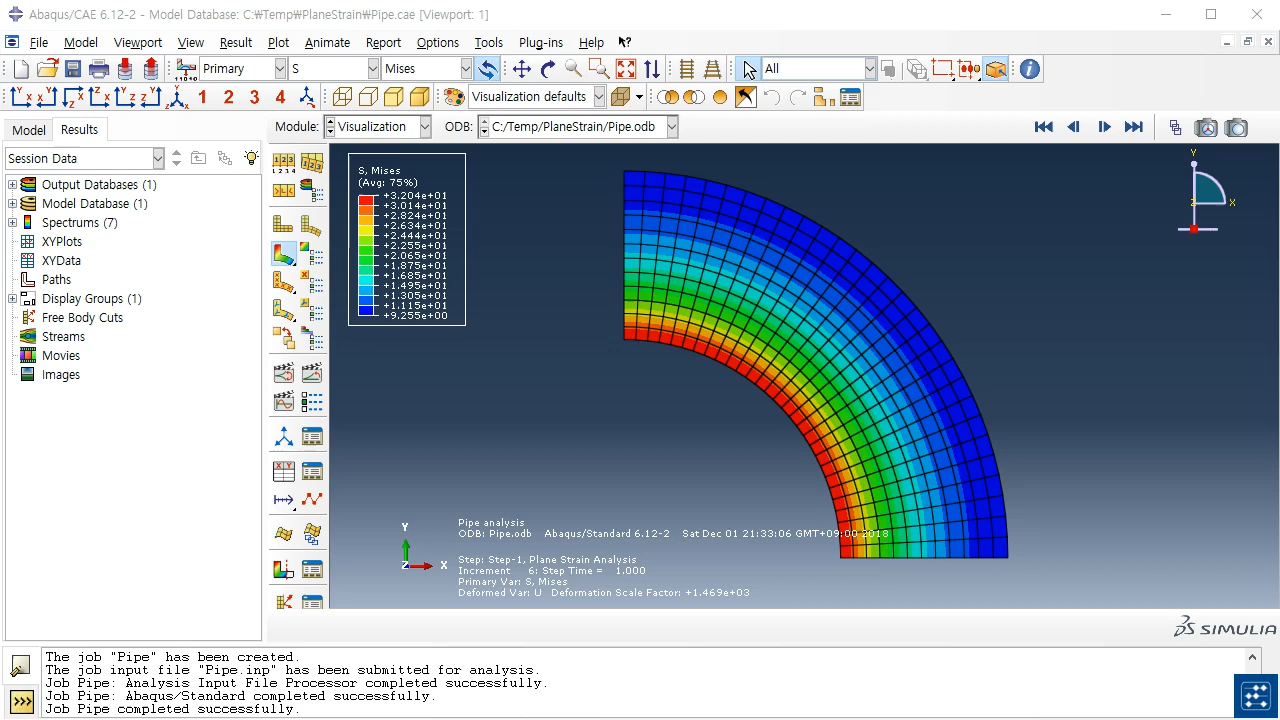 Abaqus/CAE 6.12-2 - Model Database: C:₩Temp₩PlaneStrain₩Pipe.cae [Viewport: 1]
File Model Viewport View Result Plot Animate Report Options Tools Plug-ins Help
Primary S Mises All
1 2 3 4 Visualization defaults
Model Results Module: Visualization ODB: C:/Temp/PlaneStrain/Pipe.odb
Session Data
Output Databases (1)
Model Database (1)
Spectrums (7)
XYPlots
XYData
Paths
Display Groups (1)
Free Body Cuts
Streams
Movies
Images
S, Mises
(Avg: 75%)
+3.204e+01
+3.014e+01
+2.824e+01
+2.634e+01
+2.444e+01
+2.255e+01
+2.065e+01
+1.875e+01
+1.685e+01
+1.495e+01
+1.305e+01
+1.115e+01
+9.255e+00
Y
X
Z
Y
X
Z
Pipe analysis
ODB: Pipe.odb Abaqus/Standard 6.12-2 Sat Dec 01 21:33:06 GMT+09:00 2018
Step: Step-1, Plane Strain Analysis
Increment 6: Step Time = 1.000
Primary Var: S, Mises
Deformed Var: U Deformation Scale Factor: +1.469e+03
SIMULIA
The job "Pipe" has been created.
The job input file "Pipe.inp" has been submitted for analysis.
Job Pipe: Analysis Input File Processor completed successfully.
Job Pipe: Abaqus/Standard completed successfully.
Job Pipe completed successfully.